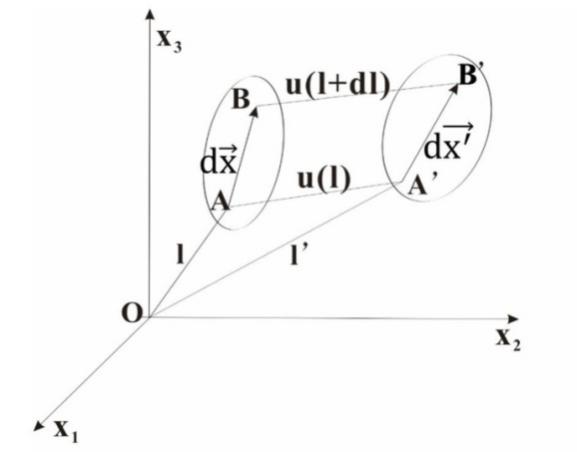 x₃
B’
u(l+dl)
B
dx⃗′
dx⃗
u(l)
A’
A
l
l’
O
x₂
x₁